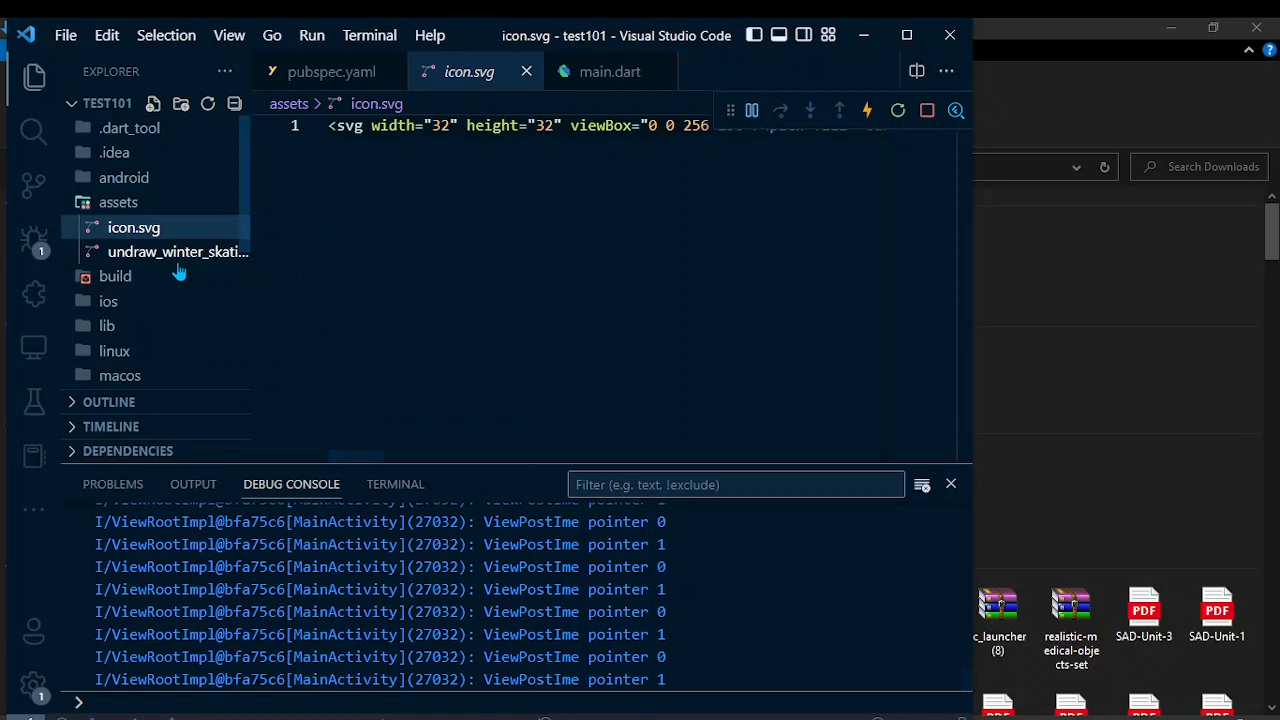 File Edit Selection View Go Run Terminal Help icon.svg - test101 - Visual Studio Code
EXPLORER
pubspec.yaml icon.svg main.dart
TEST101
assets > icon.svg
1 <svg width="32" height="32" viewBox="0 0 256
.dart_tool
.idea
android
assets
icon.svg
undraw_winter_skati...
build
ios
lib
linux
macos
OUTLINE
TIMELINE
DEPENDENCIES
1
PROBLEMS OUTPUT DEBUG CONSOLE TERMINAL Filter (e.g. text, !exclude)
I/ViewRootImpl@bfa75c6[MainActivity](27032): ViewPostIme pointer 1
I/ViewRootImpl@bfa75c6[MainActivity](27032): ViewPostIme pointer 0
I/ViewRootImpl@bfa75c6[MainActivity](27032): ViewPostIme pointer 1
I/ViewRootImpl@bfa75c6[MainActivity](27032): ViewPostIme pointer 0
I/ViewRootImpl@bfa75c6[MainActivity](27032): ViewPostIme pointer 1
I/ViewRootImpl@bfa75c6[MainActivity](27032): ViewPostIme pointer 0
I/ViewRootImpl@bfa75c6[MainActivity](27032): ViewPostIme pointer 1
I/ViewRootImpl@bfa75c6[MainActivity](27032): ViewPostIme pointer 0
I/ViewRootImpl@bfa75c6[MainActivity](27032): ViewPostIme pointer 1
1
Search Downloads
PDF PDF
c_launcher
(8)
realistic-m
edical-obje
cts-set
SAD-Unit-3
SAD-Unit-1